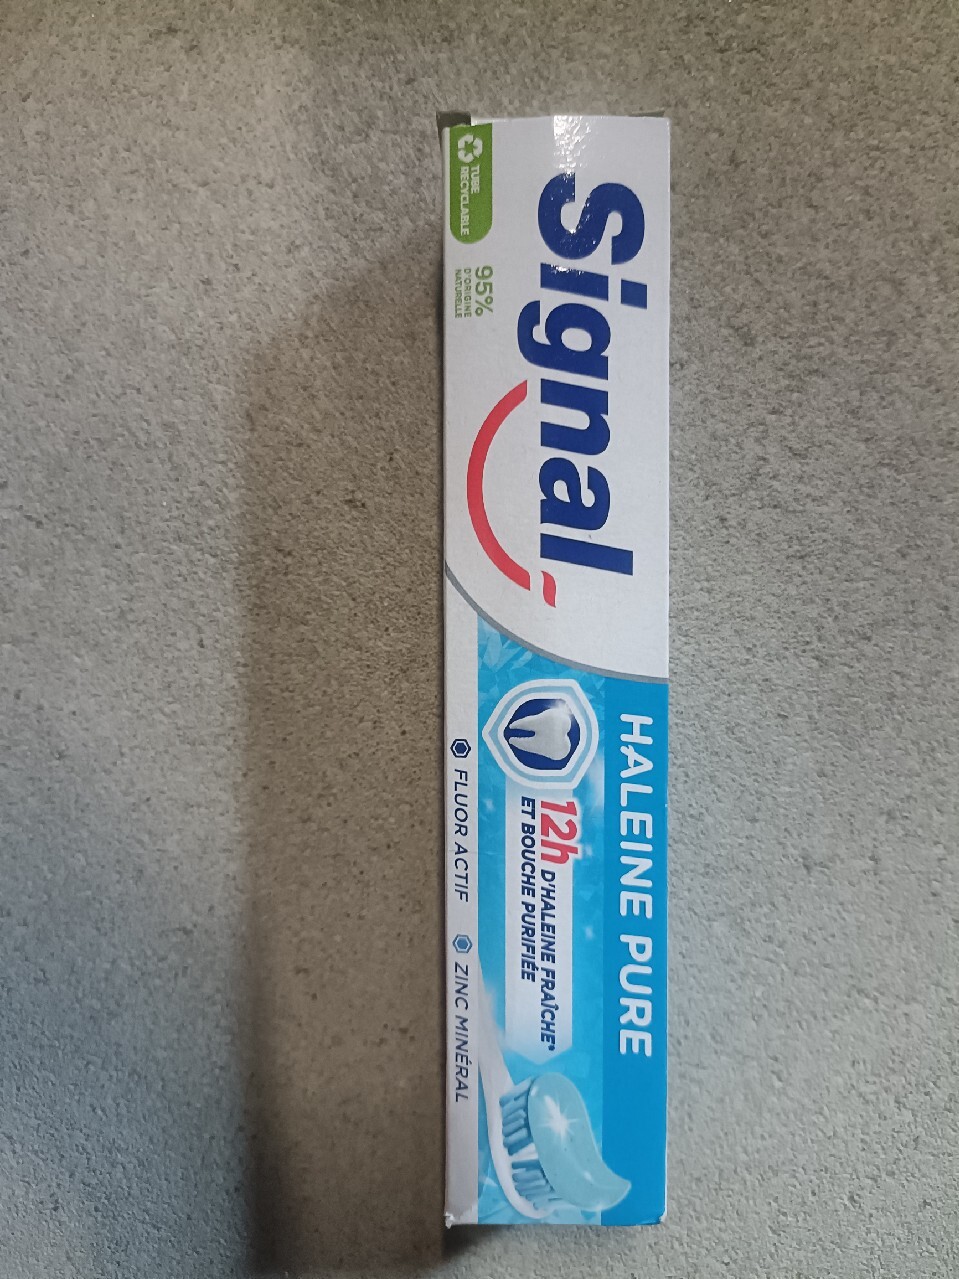 Signal
TUBE
RECYCLABLE
95%
D'ORIGINE
NATURELLE
HALEINE PURE
12h D'HALEINE FRAÎCHE*
ET BOUCHE PURIFIÉE
FLUOR ACTIF
ZINC MINÉRAL